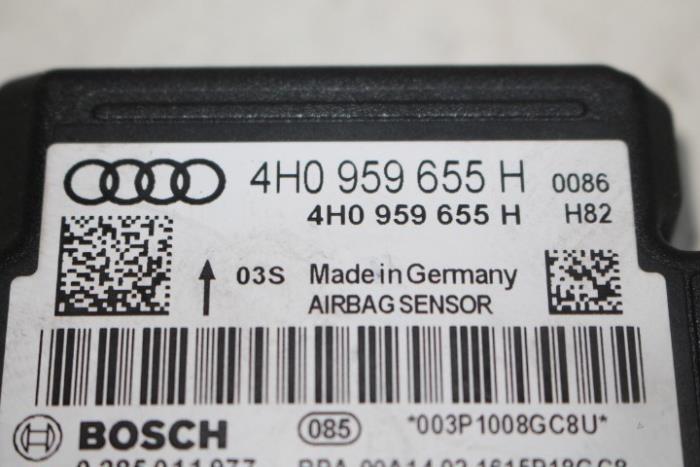 4H0 959 655 H 0086
4H0 959 655 H H82
03S Made in Germany
AIRBAG SENSOR
BOSCH 085 *003P1008GC8U*